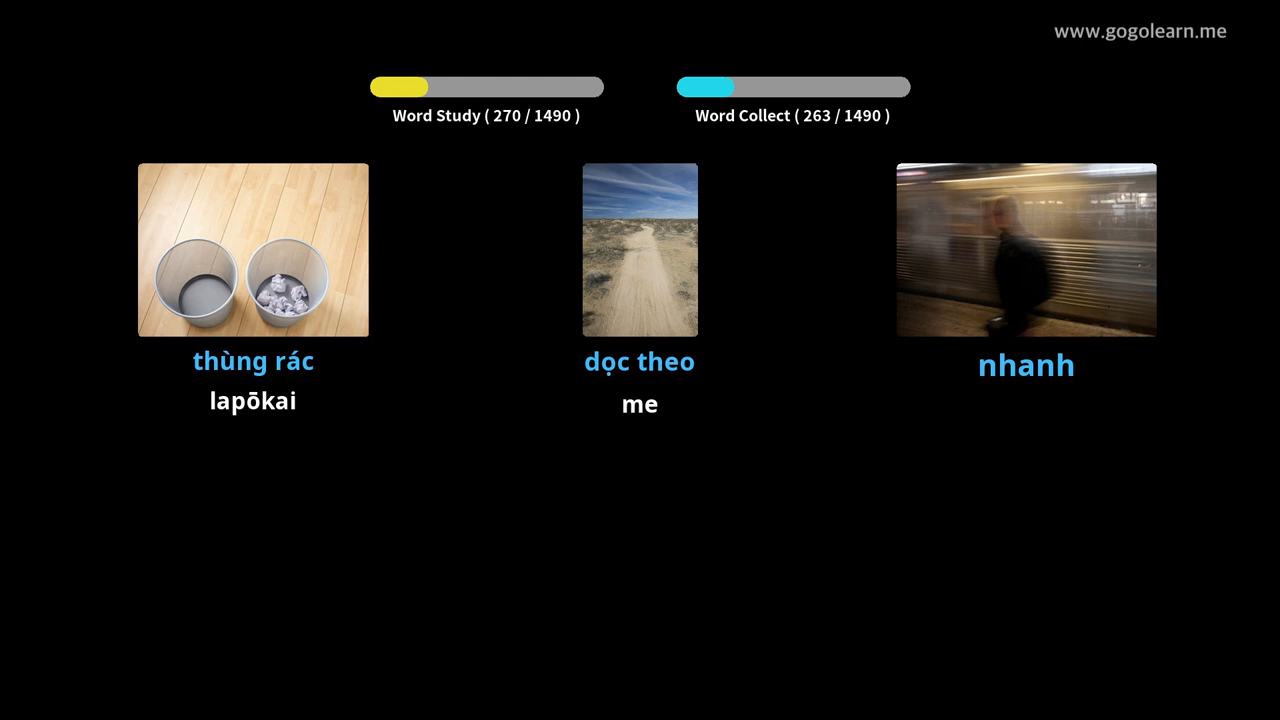 www.gogolearn.me
Word Study ( 270 / 1490 )
Word Collect ( 263 / 1490 )
thùng rác
lapōkai
dọc theo
me
nhanh